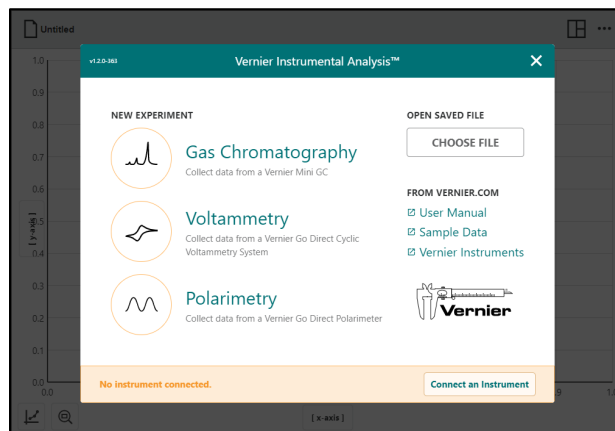 Untitled
v1.2.0-363
Vernier Instrumental Analysis™
NEW EXPERIMENT
Gas Chromatography
Collect data from a Vernier Mini GC
Voltammetry
Collect data from a Vernier Go Direct Cyclic
Voltammetry System
Polarimetry
Collect data from a Vernier Go Direct Polarimeter
OPEN SAVED FILE
CHOOSE FILE
FROM VERNIER.COM
User Manual
Sample Data
Vernier Instruments
Vernier
No instrument connected.
Connect an Instrument
1.0
0.9
0.8
0.7
0.6
0.5
0.4
0.3
0.2
0.1
0.0
[ y-axis ]
0.0
[ x-axis ]